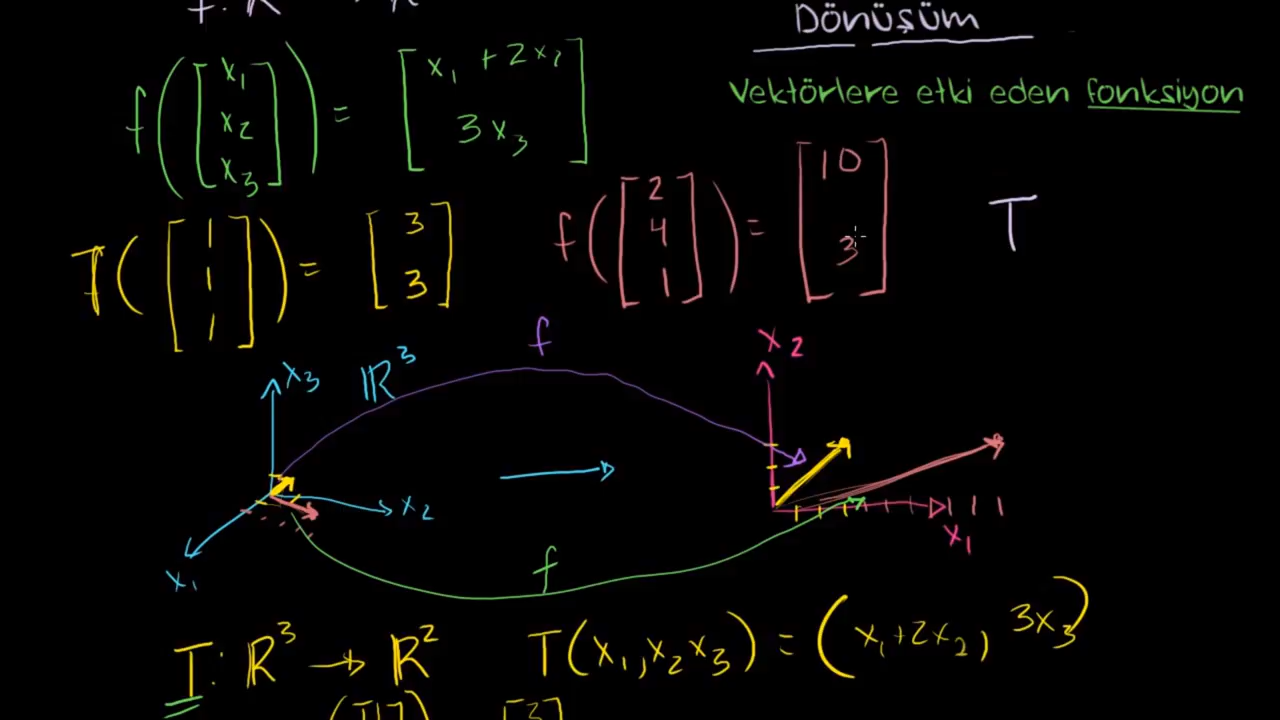 f: R R
Dönüşüm
Vektörlere etki eden fonksiyon
f([x₁ x₂ x₃]) = [x₁ + 2x₂ 3x₃]
T([1 1 1]) = [3 3]
f([2 4 1]) = [10 3]
T
f
x₃ ℝ³
x₂
x₂
x₁
x₁
f
T: ℝ³ → ℝ² T(x₁, x₂ x₃) = (x₁+2x₂, 3x₃)